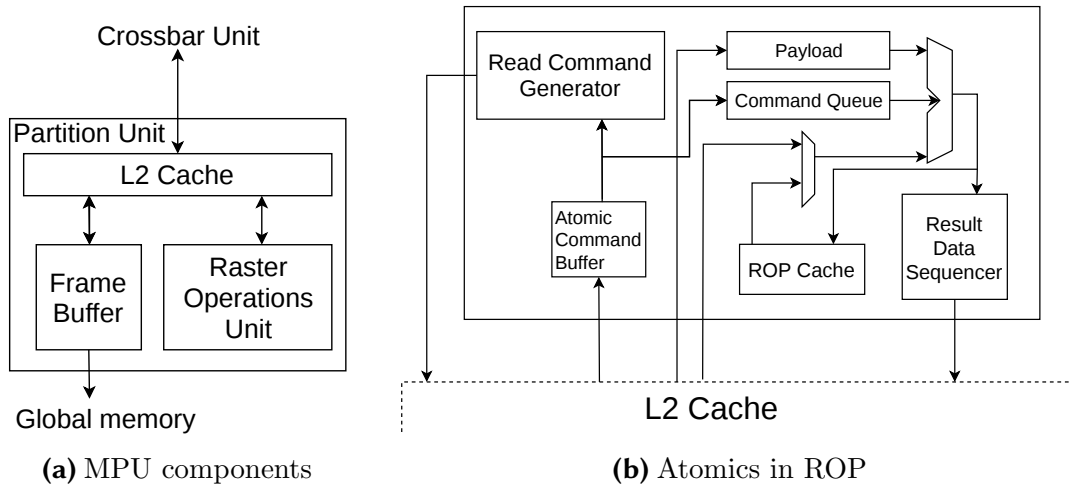 Crossbar Unit
Partition Unit
L2 Cache
Frame
Buffer
Raster
Operations
Unit
Global memory
(a) MPU components
Read Command
Generator
Payload
Command Queue
Atomic
Command
Buffer
ROP Cache
Result
Data
Sequencer
L2 Cache
(b) Atomics in ROP